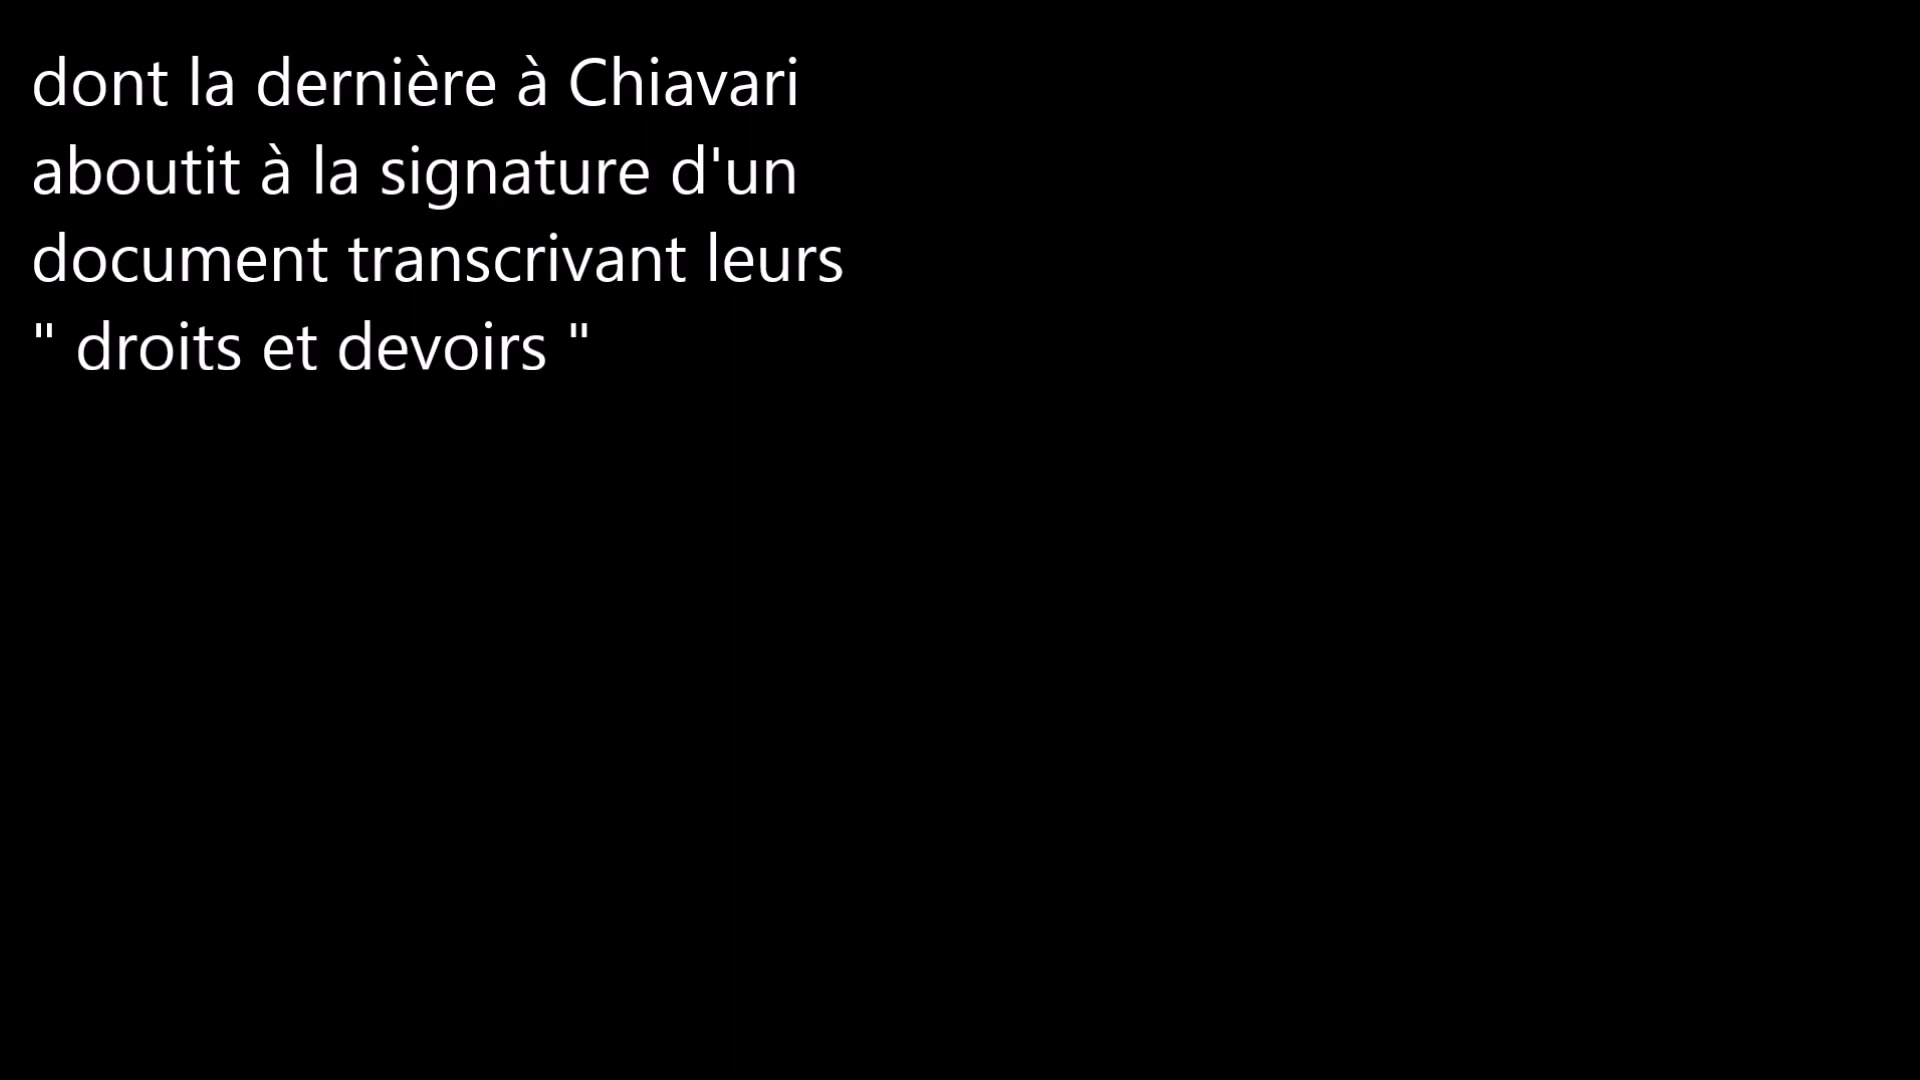 dont la dernière à Chiavari
aboutit à la signature d'un
document transcrivant leurs
" droits et devoirs "